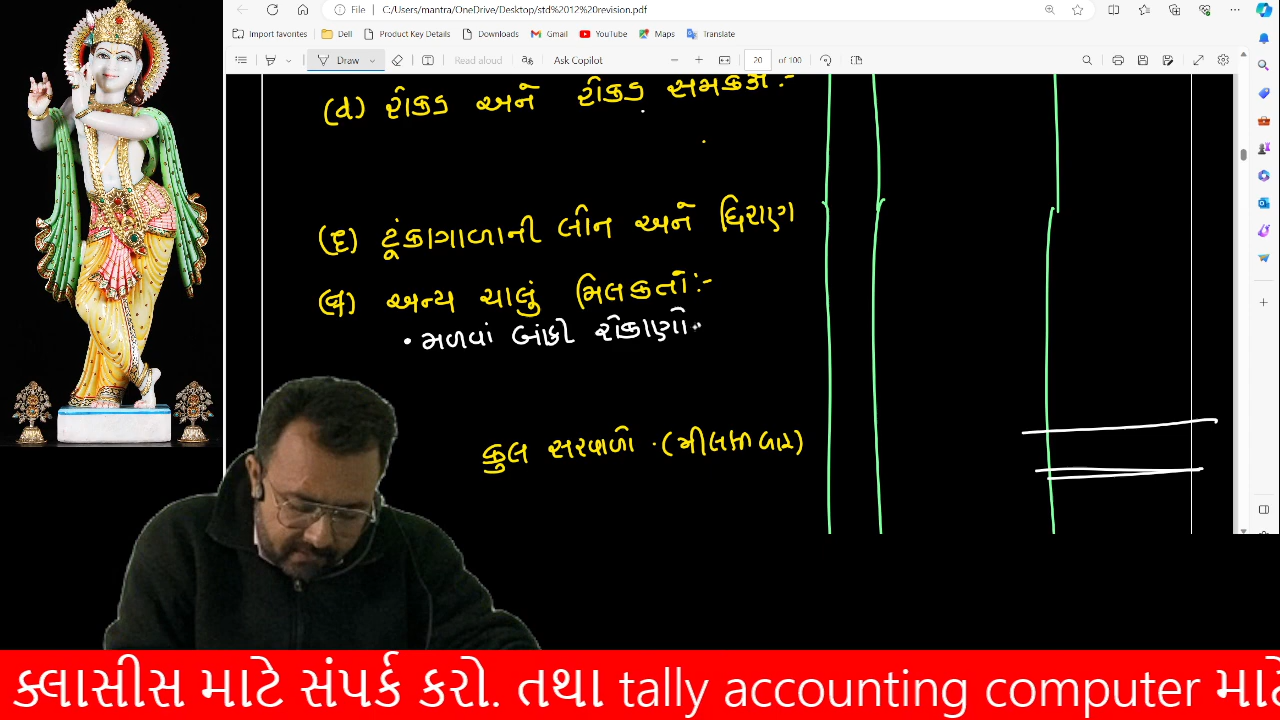 File | C:/Users/mantra/OneDrive/Desktop/std%2012%20revision.pdf
Import favorites Dell Product Key Details Downloads Gmail YouTube Maps Translate
Draw Read aloud Ask Copilot 20 of 100
(d) રોકડ અને રોકડ સમકક્ષ :-
(ઈ) ટૂંકાગાળાની લોન અને ધિરાણ
અન્ય ચાલું મિલકતો :-
• મળવાં બાકી રોકાણો
કુલ સરવાળો
ક્લાસીસ માટે સંપર્ક કરો. તથા tally accounting computer માટે